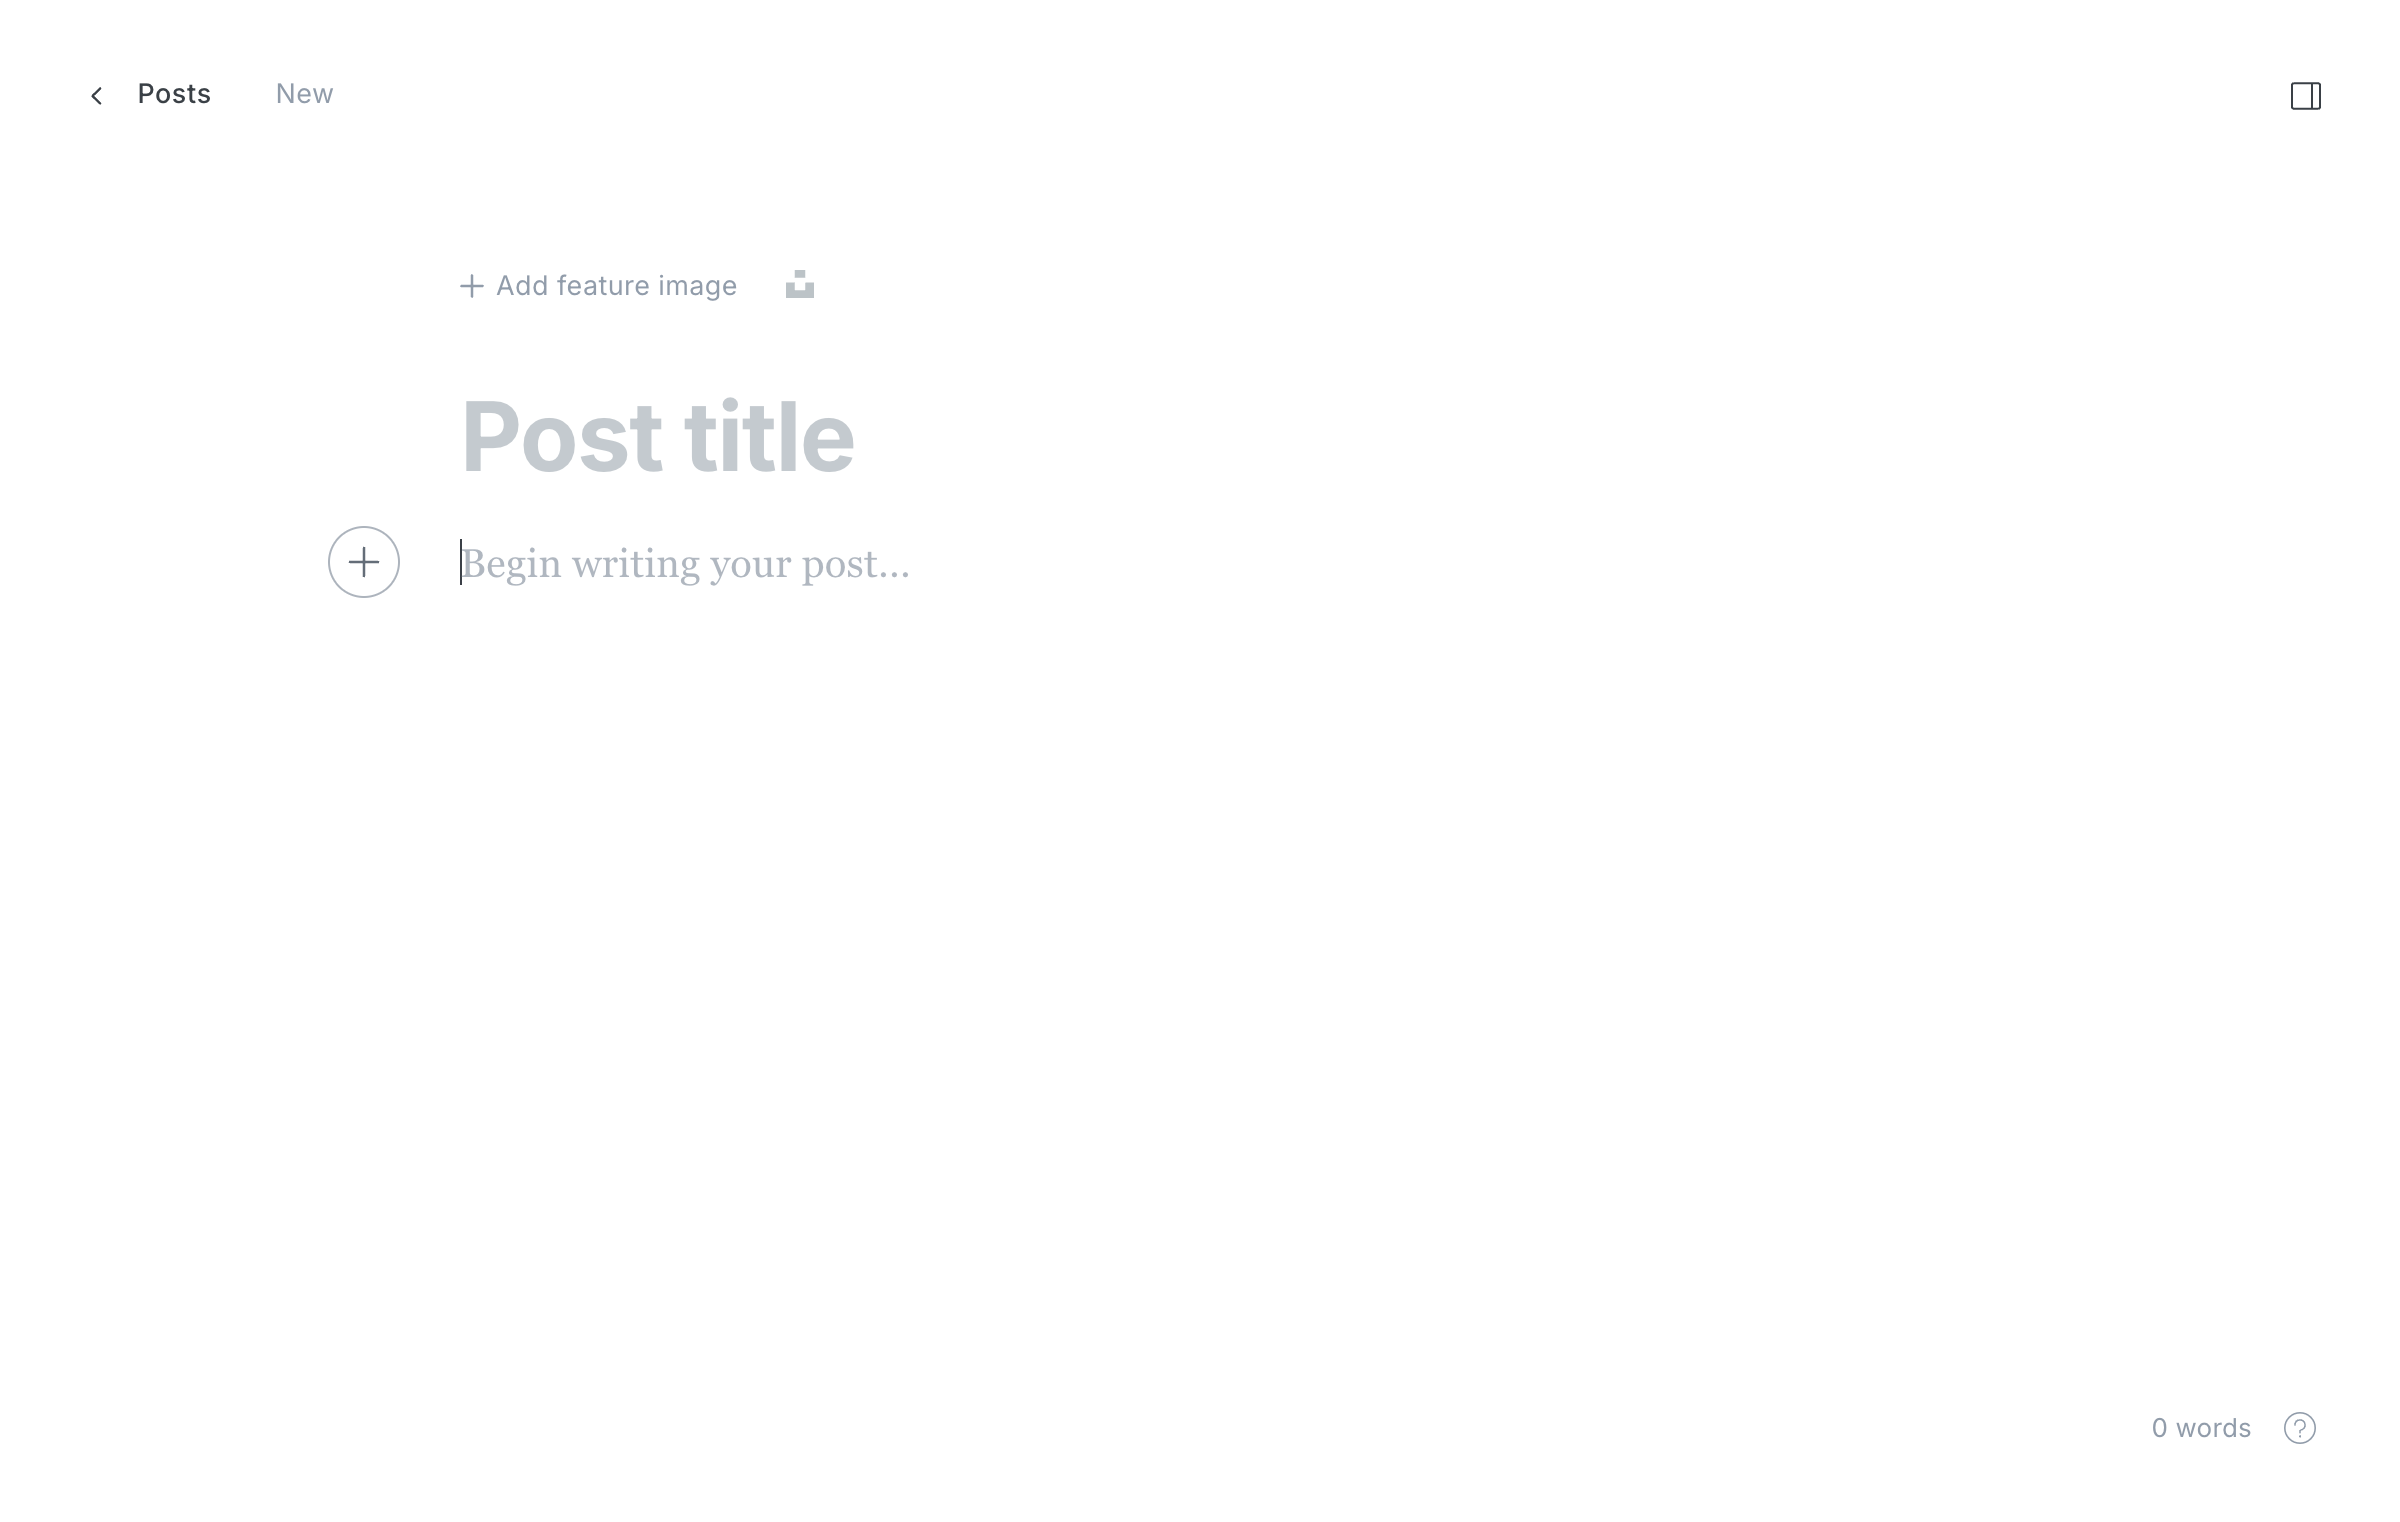 Posts
New
Add feature image
Post title
Begin writing your post...
0 words
?